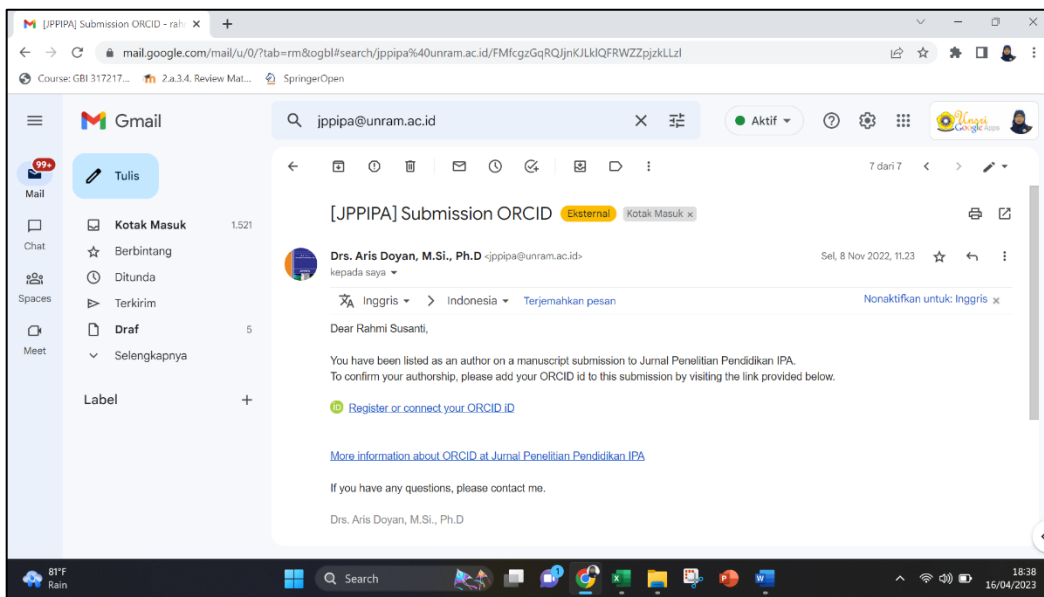 [JPPIPA] Submission ORCID - rah
mail.google.com/mail/u/0/?tab=rm&ogbl#search/jppipa%40unram.ac.id/FMfcgzGqRQJjnKJLklQFRWZZpjzkLLzl
Course: GBI 317217... 2.a.3.4. Review Mat... SpringerOpen
Gmail
jppipa@unram.ac.id
Aktif
Unsri
Google Apps
99+
Mail
Chat
Spaces
Meet
Tulis
Kotak Masuk 1.521
Berbintang
Ditunda
Terkirim
Draf 5
Selengkapnya
Label
7 dari 7
[JPPIPA] Submission ORCID Eksternal Kotak Masuk x
Drs. Aris Doyan, M.Si., Ph.D <jppipa@unram.ac.id> Sel, 8 Nov 2022, 11.23
kepada saya
Inggris > Indonesia Terjemahkan pesan Nonaktifkan untuk: Inggris x
Dear Rahmi Susanti,
You have been listed as an author on a manuscript submission to Jurnal Penelitian Pendidikan IPA.
To confirm your authorship, please add your ORCID id to this submission by visiting the link provided below.
iD Register or connect your ORCID iD
More information about ORCID at Jurnal Penelitian Pendidikan IPA
If you have any questions, please contact me.
Drs. Aris Doyan, M.Si., Ph.D
81°F
Rain
Search
18:38
16/04/2023